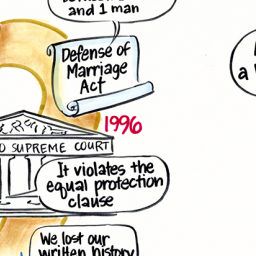 and 1 man
Defense of
Marriage
Act
1996
SUPREME COURT
It violates the
equal protection
clause
We lost our
written history